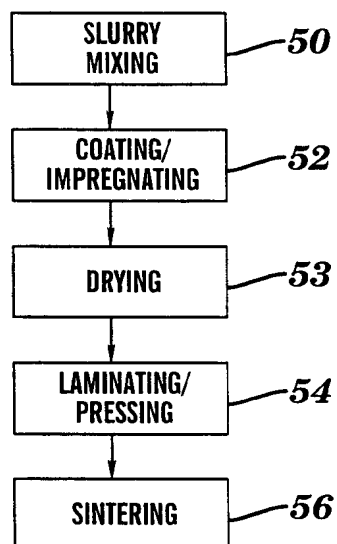 SLURRY
MIXING
50
COATING/
IMPREGNATING
52
DRYING
53
LAMINATING/
PRESSING
54
SINTERING
56